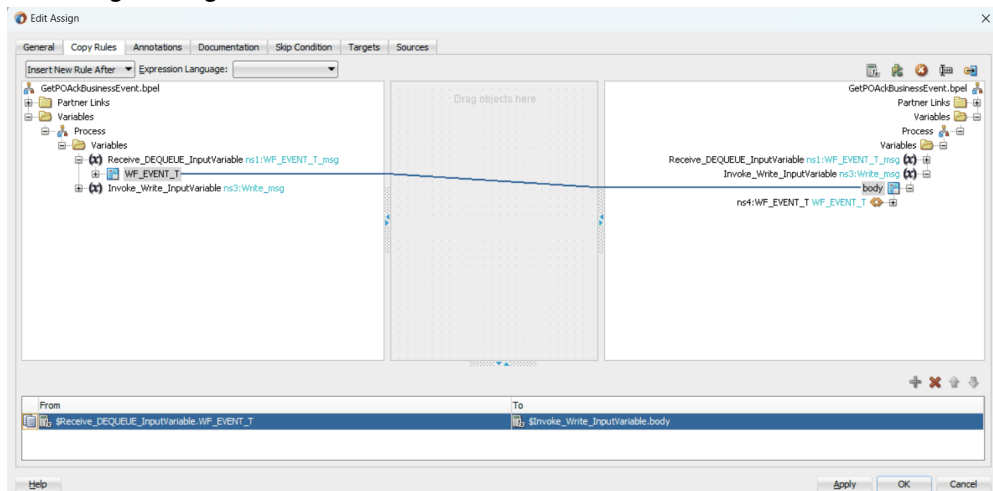 Edit Assign
General Copy Rules Annotations Documentation Skip Condition Targets Sources
Insert New Rule After Expression Language:
GetPOAckBusinessEvent.bpel
Partner Links
Variables
Process
Variables
Receive_DEQUEUE_InputVariable ns1:WF_EVENT_T_msg
WF_EVENT_T
Invoke_Write_InputVariable ns3:Write_msg
Drag objects here
GetPOAckBusinessEvent.bpel
Partner Links
Variables
Process
Variables
Receive_DEQUEUE_InputVariable ns1:WF_EVENT_T_msg
Invoke_Write_InputVariable ns3:Write_msg
body
ns4:WF_EVENT_T WF_EVENT_T
From To
$Receive_DEQUEUE_InputVariable.WF_EVENT_T $Invoke_Write_InputVariable.body
Help Apply OK Cancel